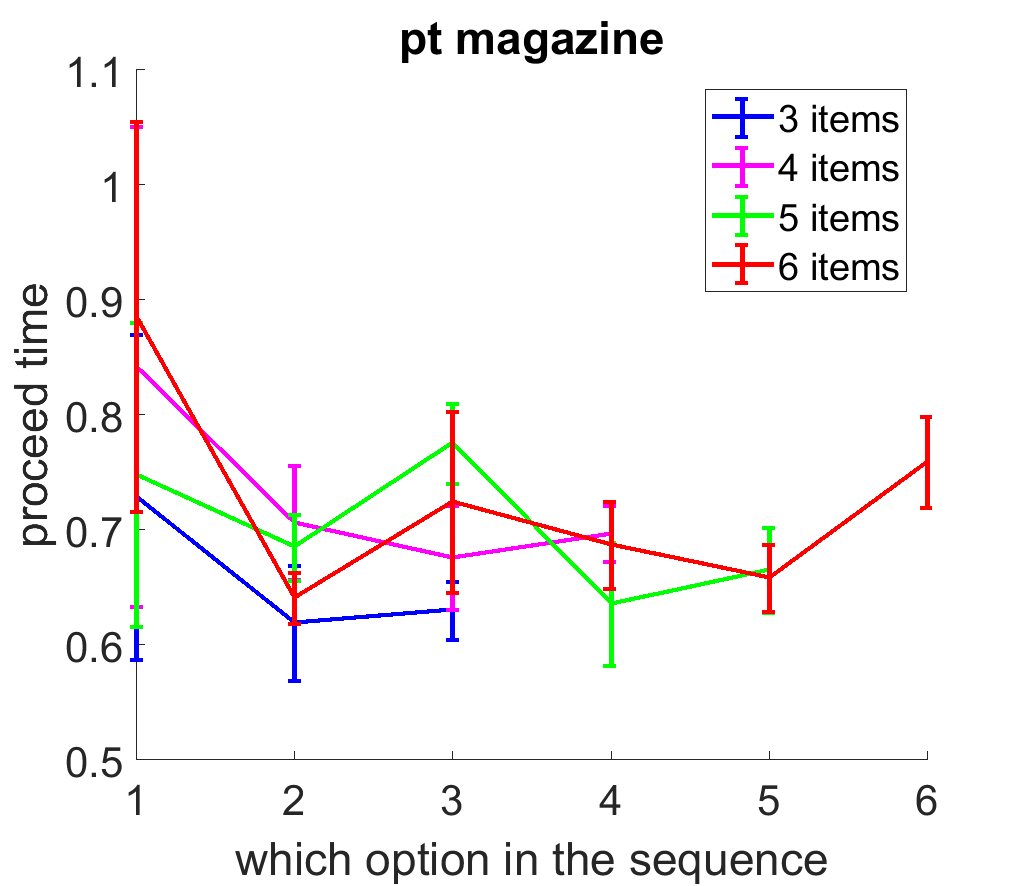 pt magazine
1.1
1
0.9
0.8
0.7
0.6
0.5
proceed time
3 items
4 items
5 items
6 items
1 2 3 4 5 6
which option in the sequence